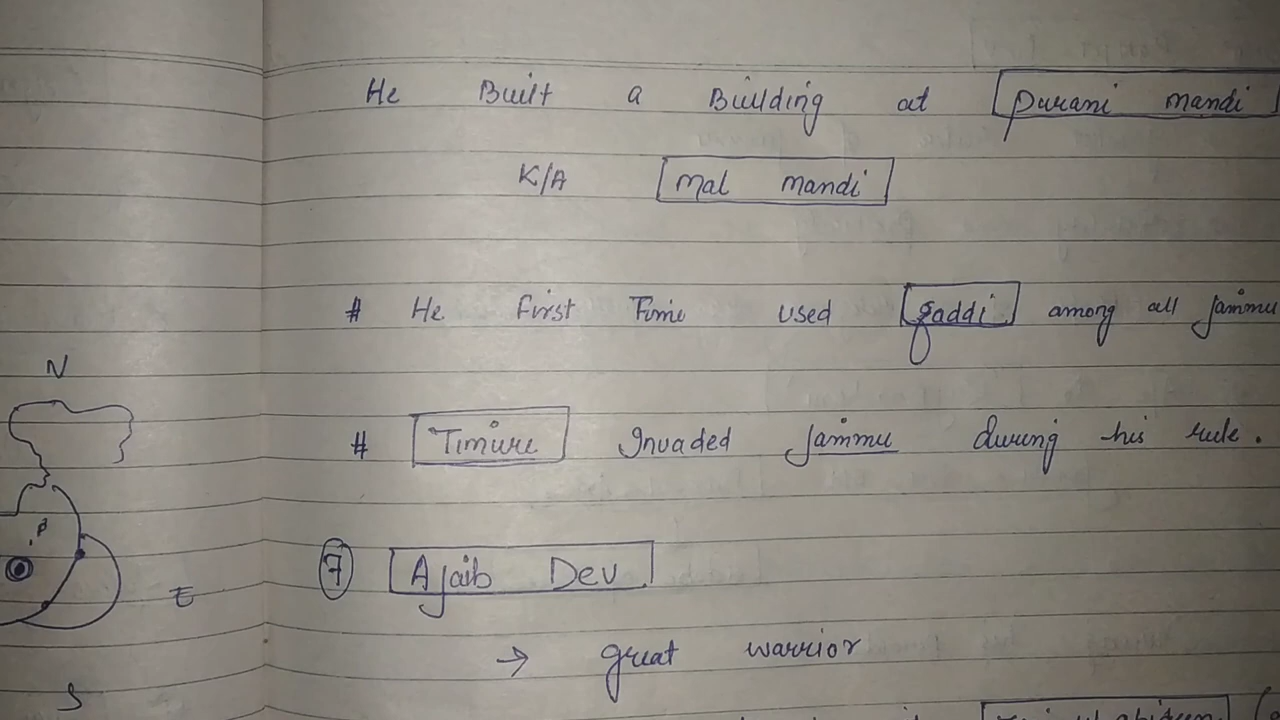 He Built a Building at Purani mandi
K/A mal mandi
# He First Time used gaddi among all Jammu
# Timure Invaded Jammu during his rule.
N
P
E
S
7 Ajaib Dev
→ great warrior